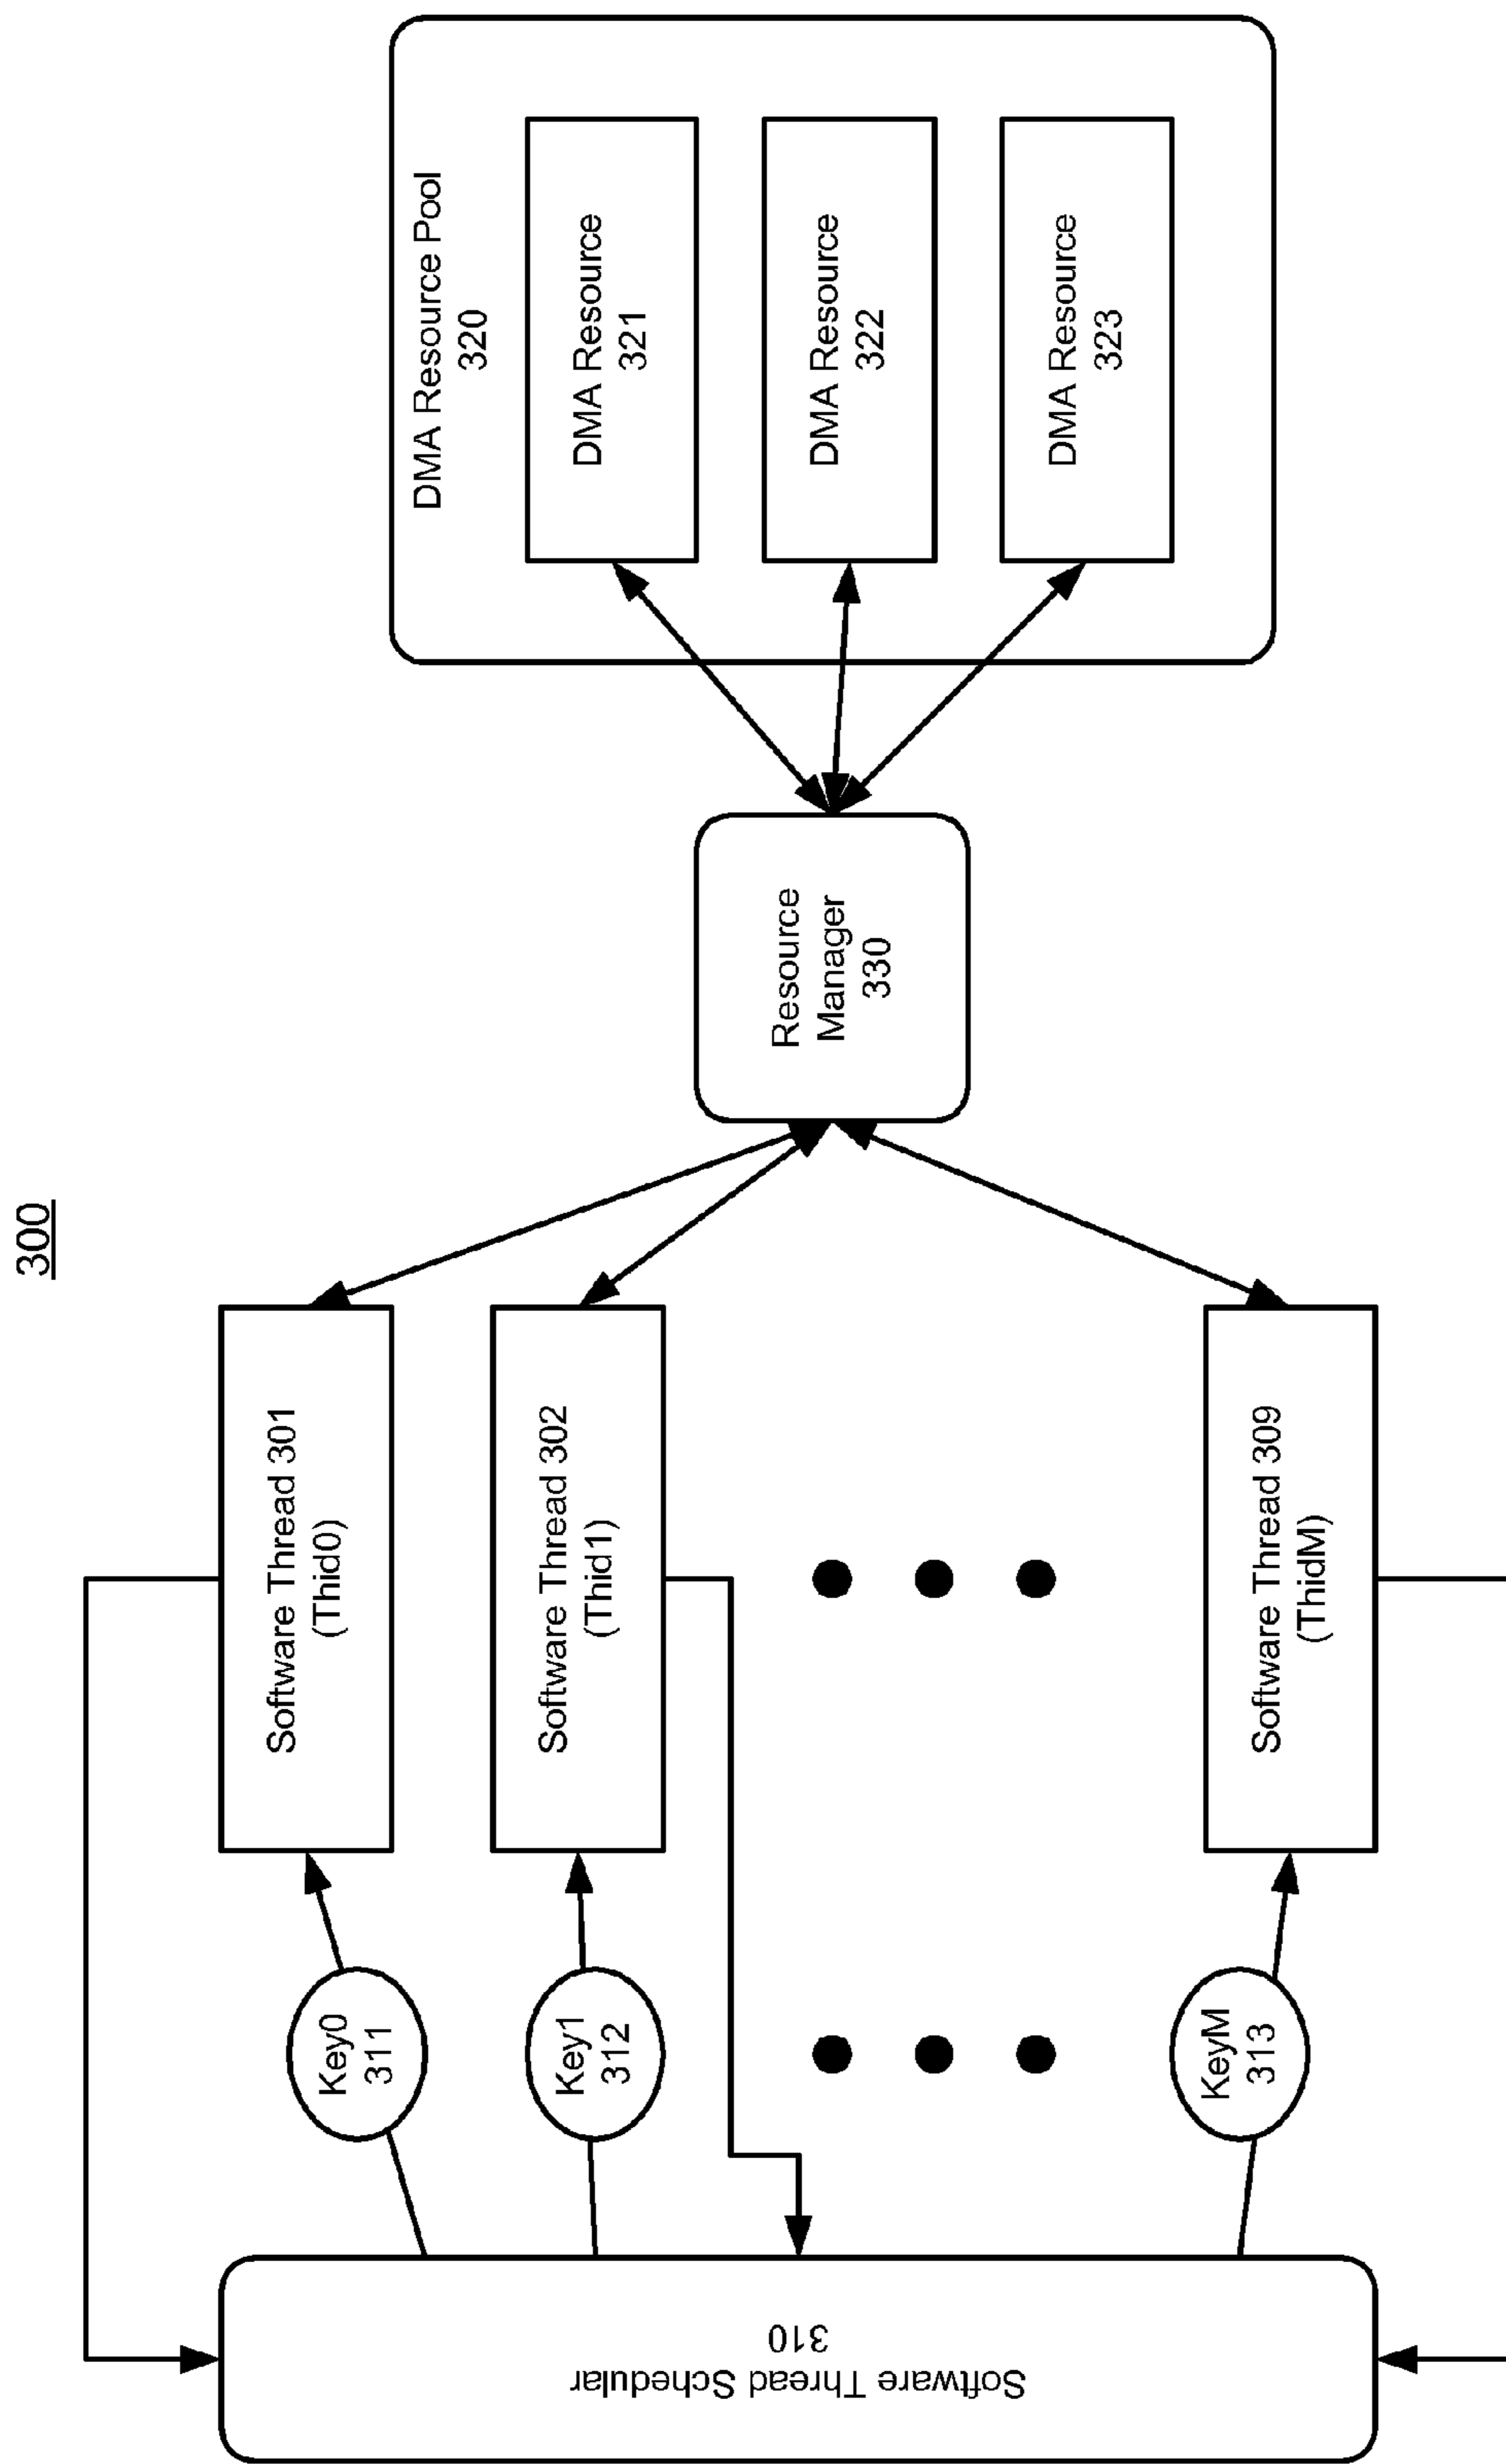 300
Software Thread Schedular
310
Key0
311
Key1
312
KeyM
313
Software Thread 301
(Thid0)
Software Thread 302
(Thid1)
Software Thread 309
(ThidM)
Resource
Manager
330
DMA Resource Pool
320
DMA Resource
321
DMA Resource
322
DMA Resource
323